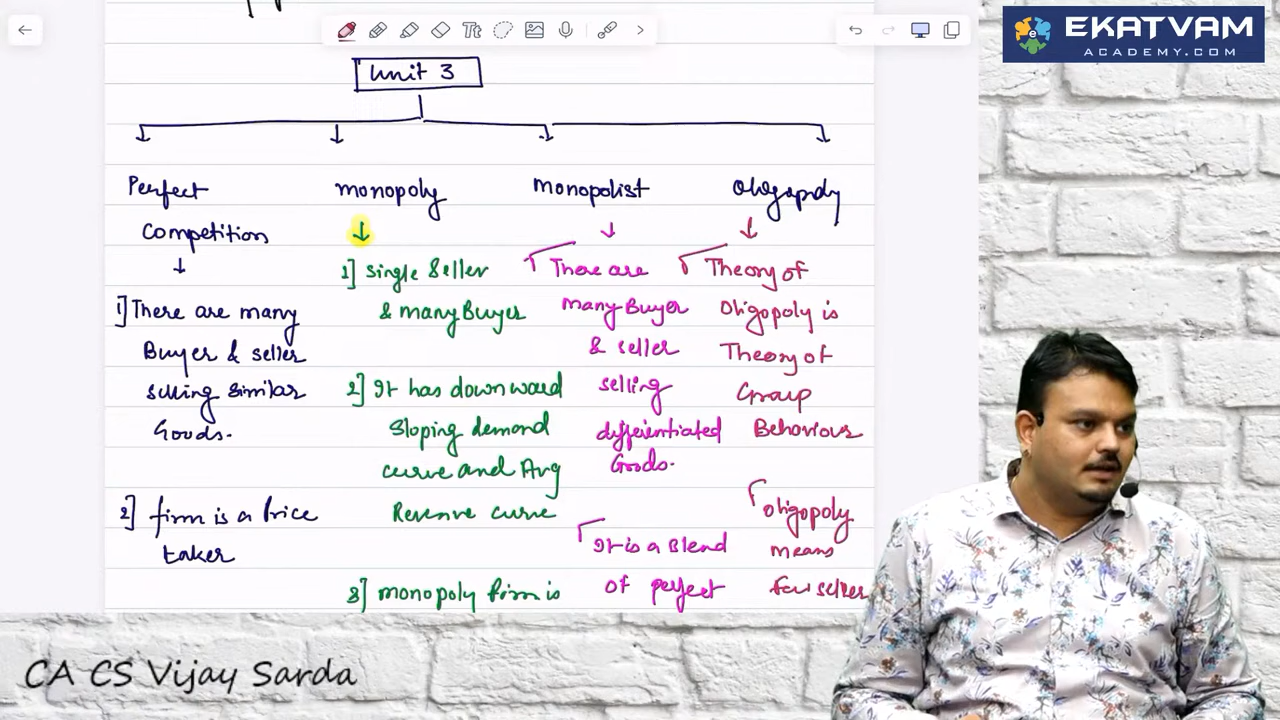 EKATVAM
ACADEMY.COM
Unit 3
Perfect
Competition
1] There are many
Buyer & seller
selling similar
Goods.
2] firm is a Price
taker
monopoly
1] Single Seller
& many Buyer
2] It has downward
Sloping demand
curve and Avg
Revenue curve
3] monopoly firm is
Monopolist
There are
many Buyer
& seller
selling
differentiated
Goods.
It is a Blend
of perfect
Oligopoly
Theory of
Oligopoly is
Theory of
Group
Behaviour
Oligopoly
means
few seller
CA CS Vijay Sarda